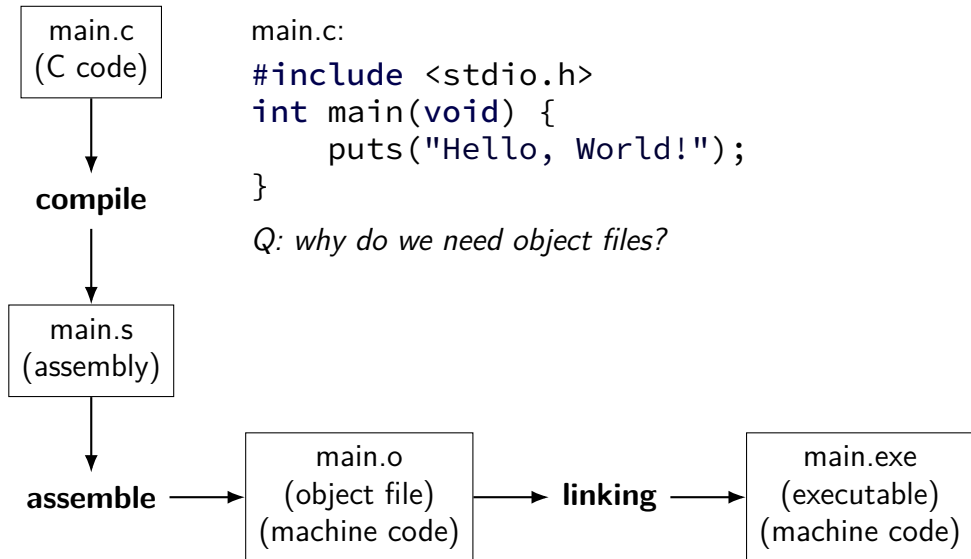 main.c
(C code)
compile
main.s
(assembly)
assemble
main.o
(object file)
(machine code)
linking
main.exe
(executable)
(machine code)
main.c:
#include <stdio.h>
int main(void) {
    puts("Hello, World!");
}
Q: why do we need object files?